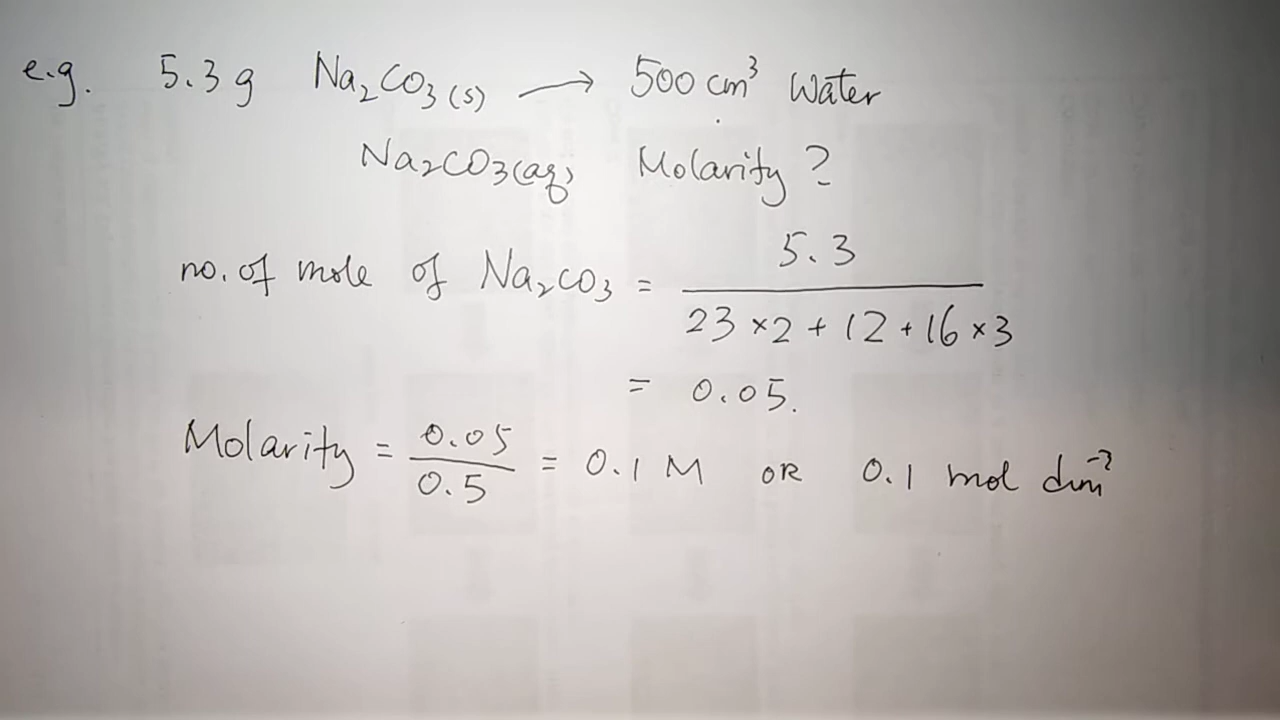 e.g. 5.3 g Na₂CO₃(s) → 500 cm³ Water
Na₂CO₃(aq) Molarity ?
no. of mole of Na₂CO₃ = 5.3 / 23 × 2 + 12 + 16 × 3
= 0.05.
Molarity = 0.05 / 0.5 = 0.1 M OR 0.1 mol dm⁻³